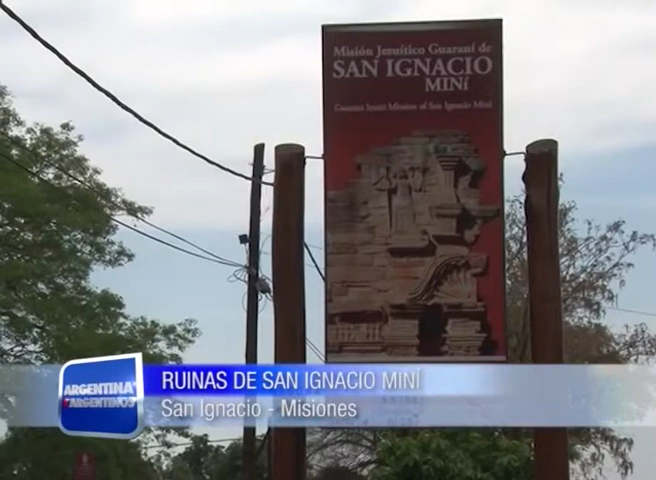 Misión Jesuítico Guaraní de
SAN IGNACIO
MINí
Guarani Jesuit Mission of San Ignacio Miní
RUINAS DE SAN IGNACIO MINÍ
San Ignacio - Misiones
ARGENTINA
Y ARGENTINOS